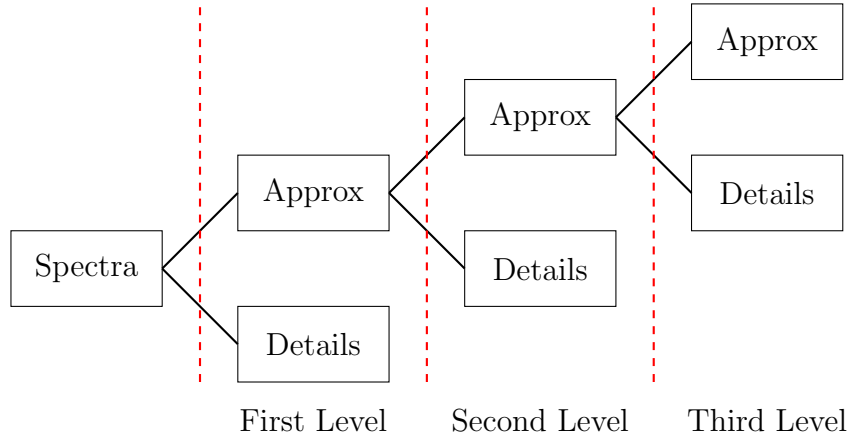 Approx
Approx
Approx
Details
Spectra
Details
Details
First Level
Second Level
Third Level